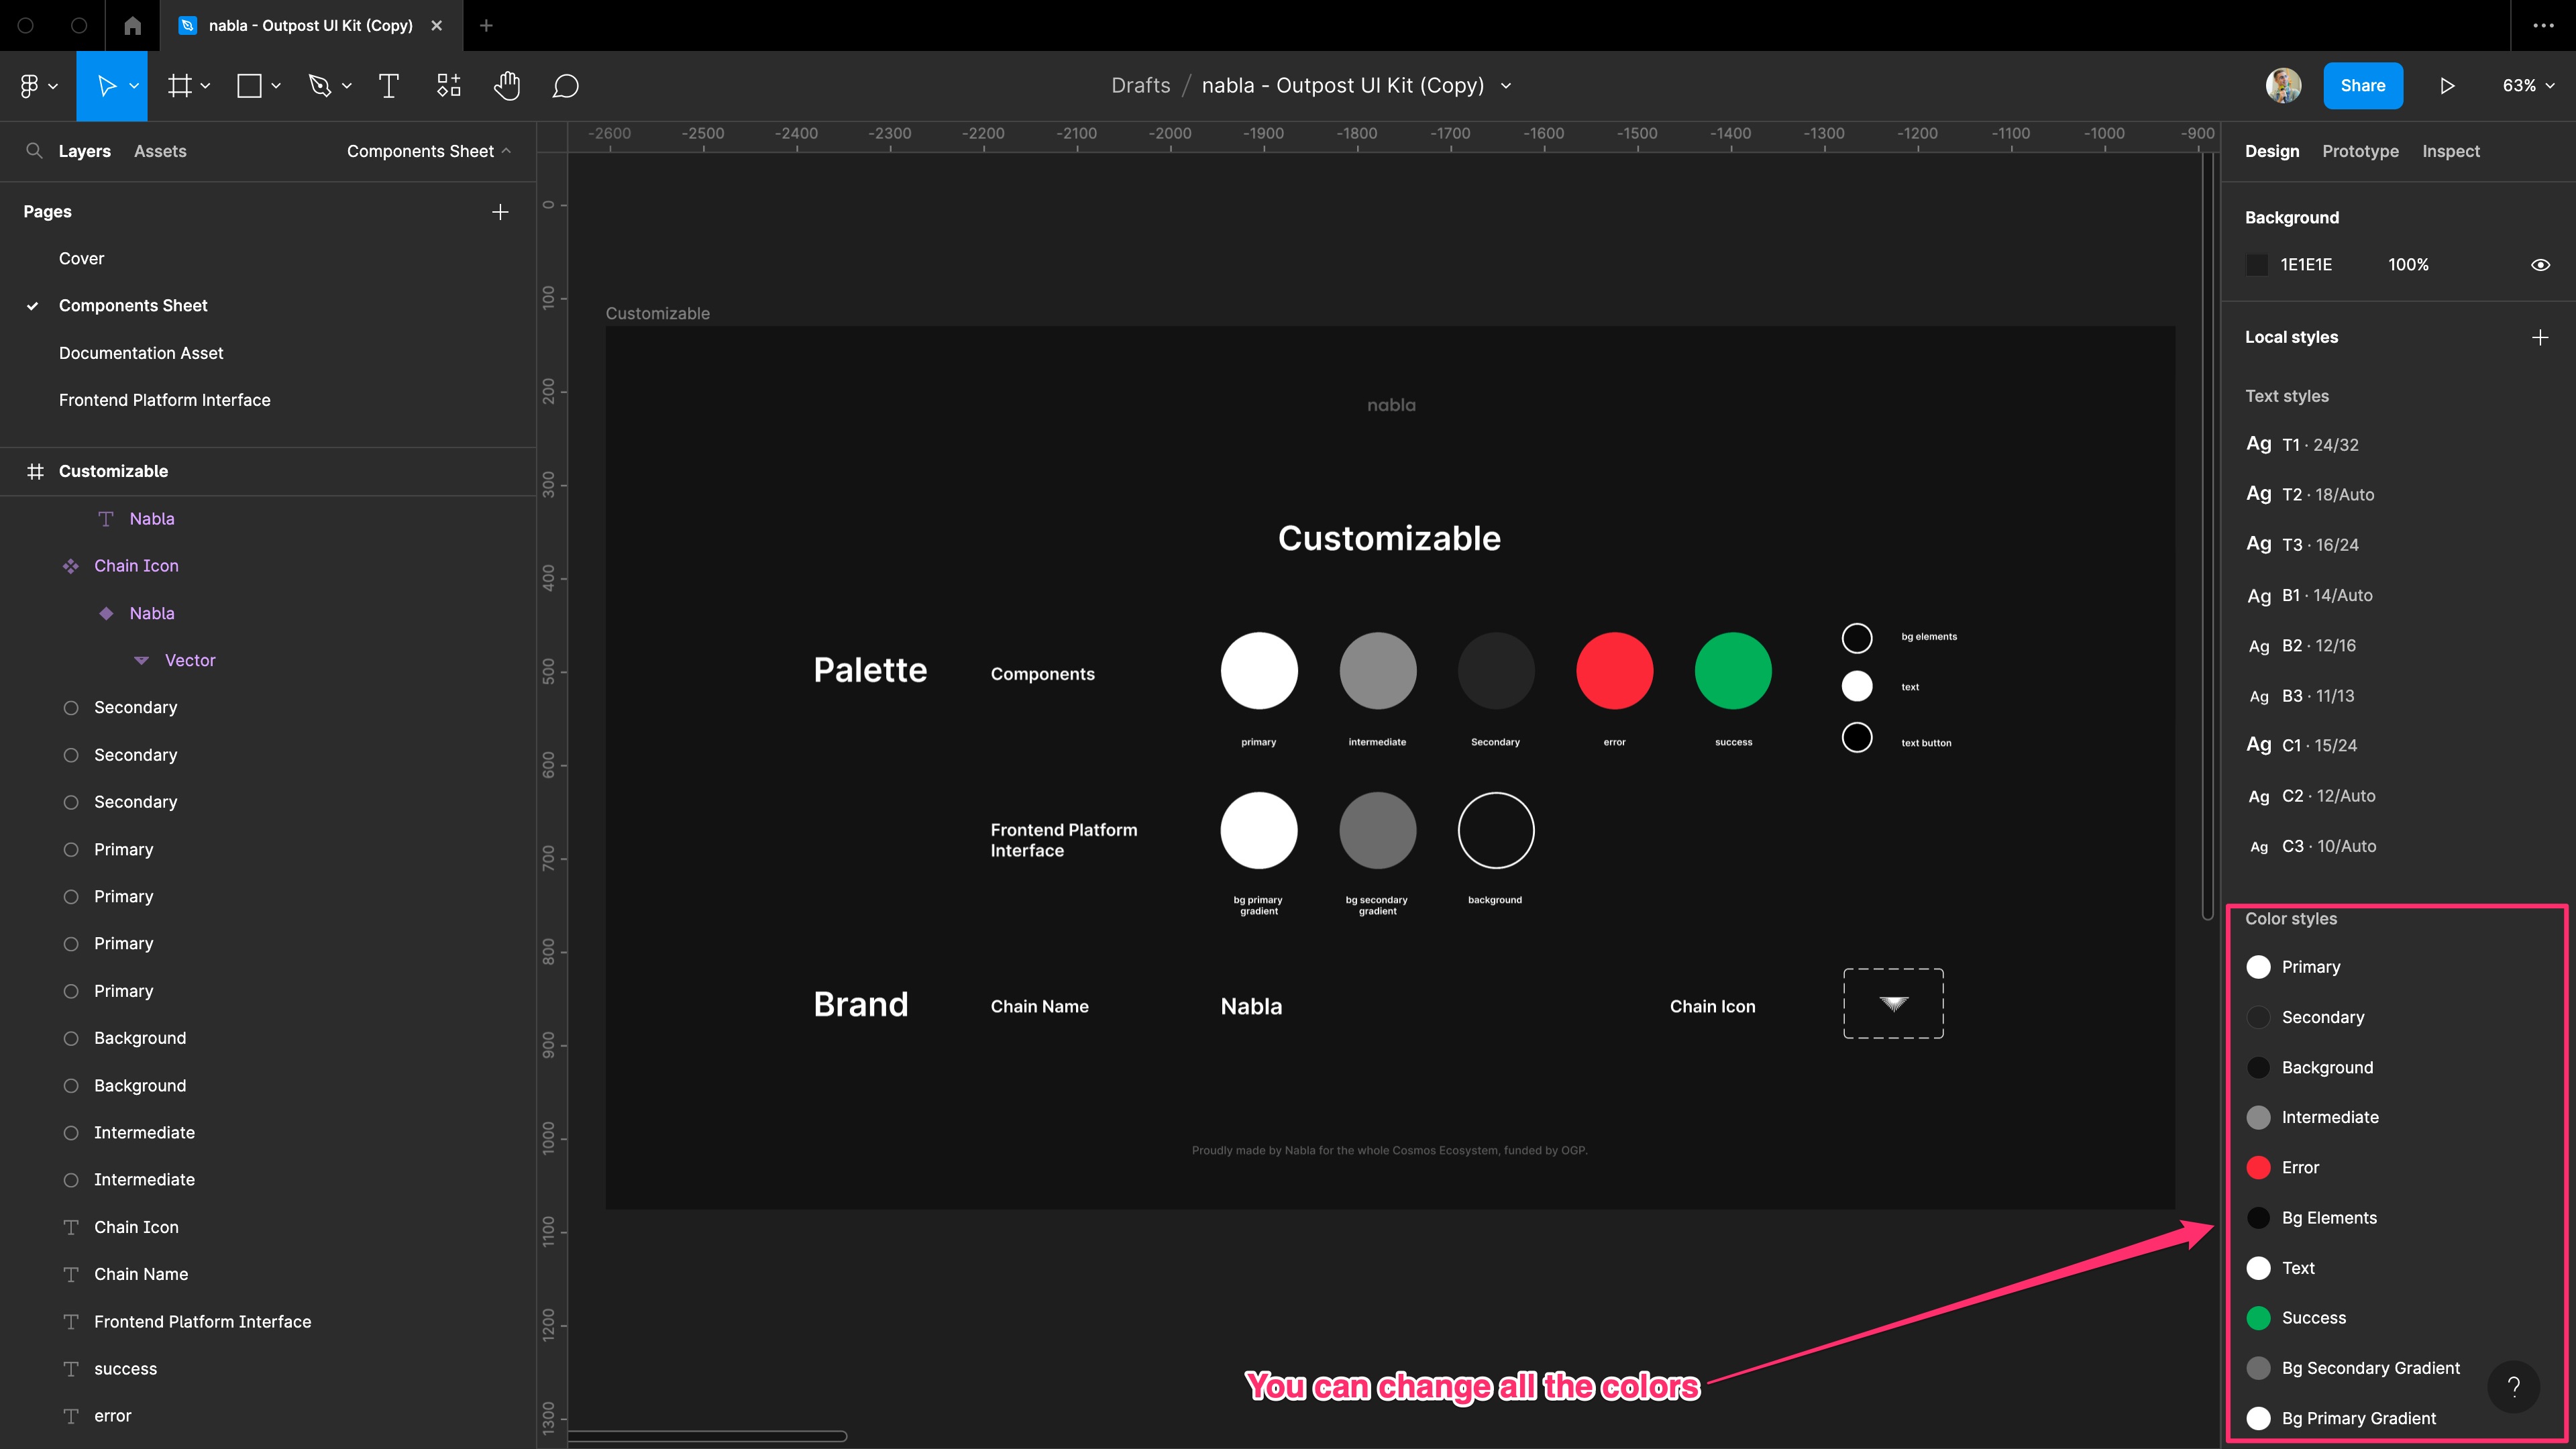 nabla - Outpost UI Kit (Copy)
Drafts / nabla - Outpost UI Kit (Copy)
Share
63%
Layers
Assets
Components Sheet
Pages
Cover
Components Sheet
Documentation Asset
Frontend Platform Interface
Customizable
Nabla
Chain Icon
Nabla
Vector
Secondary
Secondary
Secondary
Primary
Primary
Primary
Primary
Background
Background
Intermediate
Intermediate
Chain Icon
Chain Name
Frontend Platform Interface
success
error
-2600 -2500 -2400 -2300 -2200 -2100 -2000 -1900 -1800 -1700 -1600 -1500 -1400 -1300 -1200 -1100 -1000 -900
0
100
200
300
400
500
600
700
800
900
1000
1100
1200
1300
Customizable
nabla
Customizable
Palette
Components
primary
intermediate
Secondary
error
success
bg elements
text
text button
Frontend Platform
Interface
bg primary
gradient
bg secondary
gradient
background
Brand
Chain Name
Nabla
Chain Icon
Proudly made by Nabla for the whole Cosmos Ecosystem, funded by OGP.
You can change all the colors
Design
Prototype
Inspect
Background
1E1E1E
100%
Local styles
Text styles
Ag T1 · 24/32
Ag T2 · 18/Auto
Ag T3 · 16/24
Ag B1 · 14/Auto
Ag B2 · 12/16
Ag B3 · 11/13
Ag C1 · 15/24
Ag C2 · 12/Auto
Ag C3 · 10/Auto
Color styles
Primary
Secondary
Background
Intermediate
Error
Bg Elements
Text
Success
Bg Secondary Gradient
Bg Primary Gradient
?